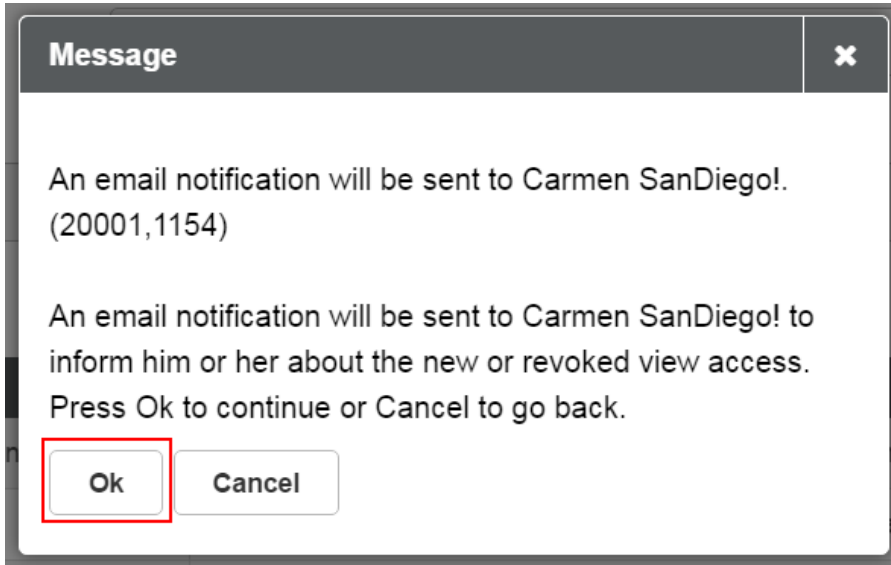 Message
An email notification will be sent to Carmen SanDiego!.
(20001,1154)
An email notification will be sent to Carmen SanDiego! to
inform him or her about the new or revoked view access.
Press Ok to continue or Cancel to go back.
Ok
Cancel